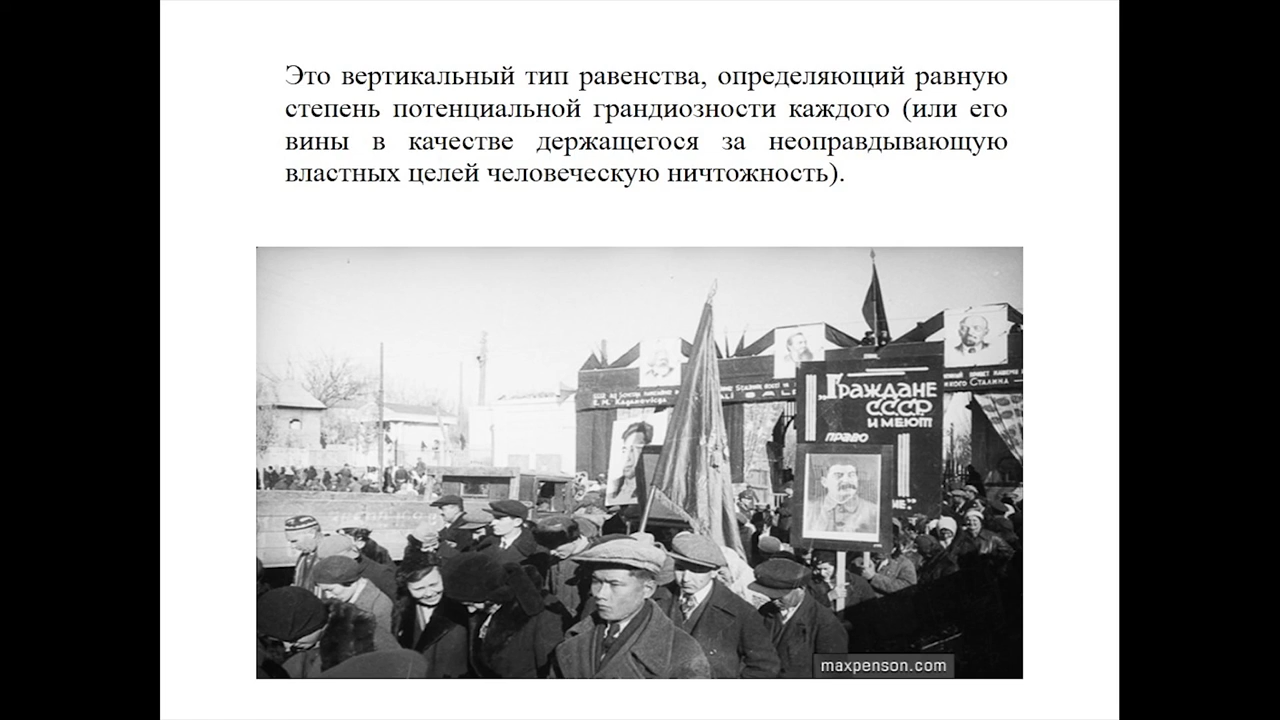 Это вертикальный тип равенства, определяющий равную
степень потенциальной грандиозности каждого (или его
вины в качестве держащегося за неоправдывающую
властных целей человеческую ничтожность).
„Граждане
СССР
имеют
право
maxpenson.com